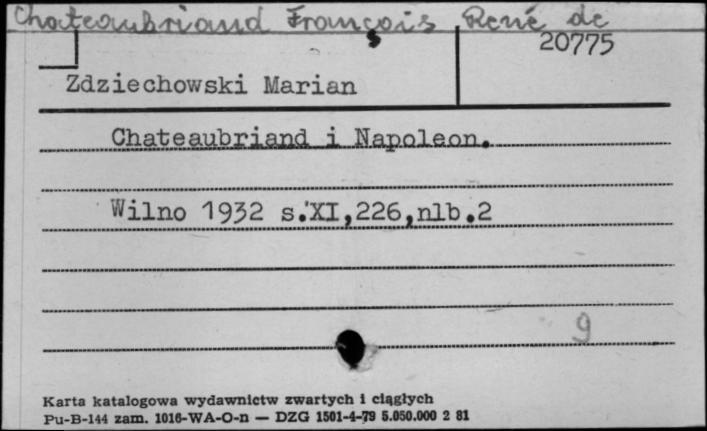 Chateaubriand François René de
20775
Zdziechowski Marian
Chateaubriand i Napoleon.
Wilno 1932 s.XI,226,nlb.2
9
Karta katalogowa wydawnictw zwartych i ciągłych
Pu-B-144 zam. 1016-WA-O-n — DZG 1501-4-79 5.050.000 2 81